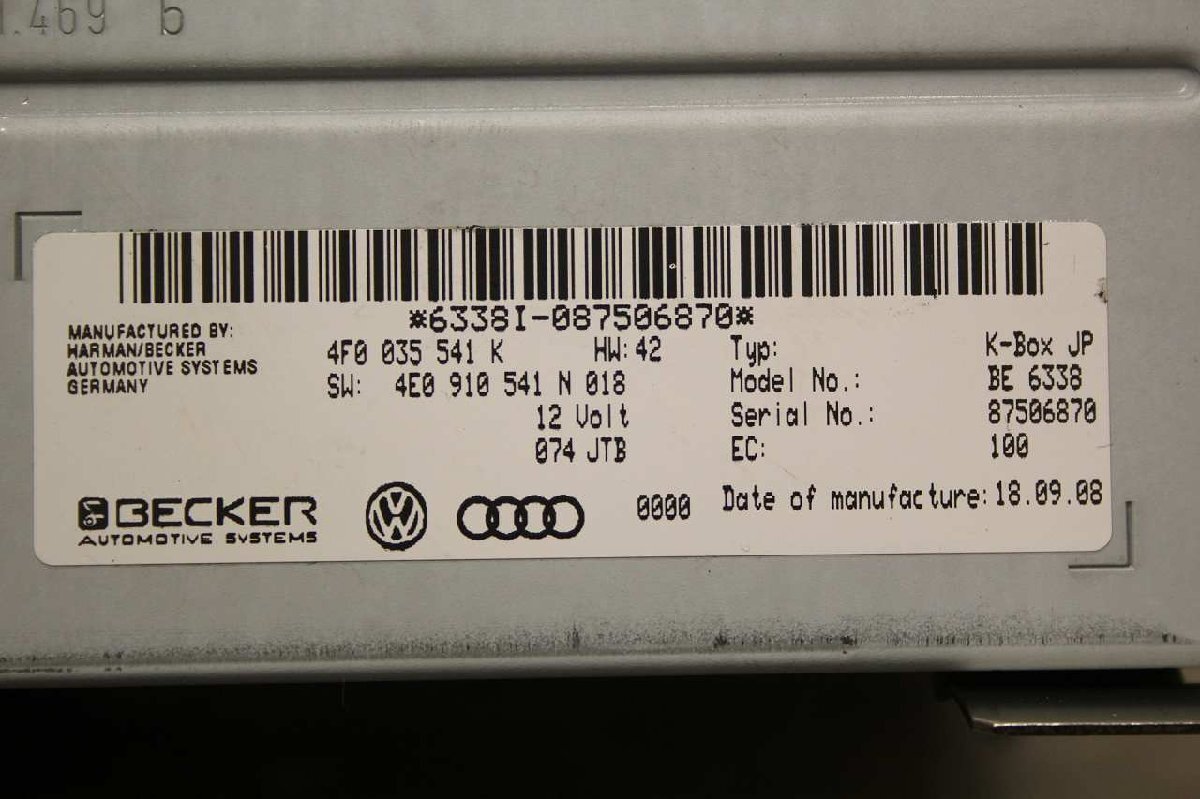 .469 b
*6338I-087506870*
MANUFACTURED BY:
HARMAN/BECKER
AUTOMOTIVE SYSTEMS
GERMANY
4F0 035 541 K HW: 42
SW: 4E0 910 541 N 018
12 Volt
074 JTB
Typ: K-Box JP
Model No.: BE 6338
Serial No.: 87506870
EC: 100
BECKER
AUTOMOTIVE SYSTEMS
0000
Date of manufacture: 18.09.08